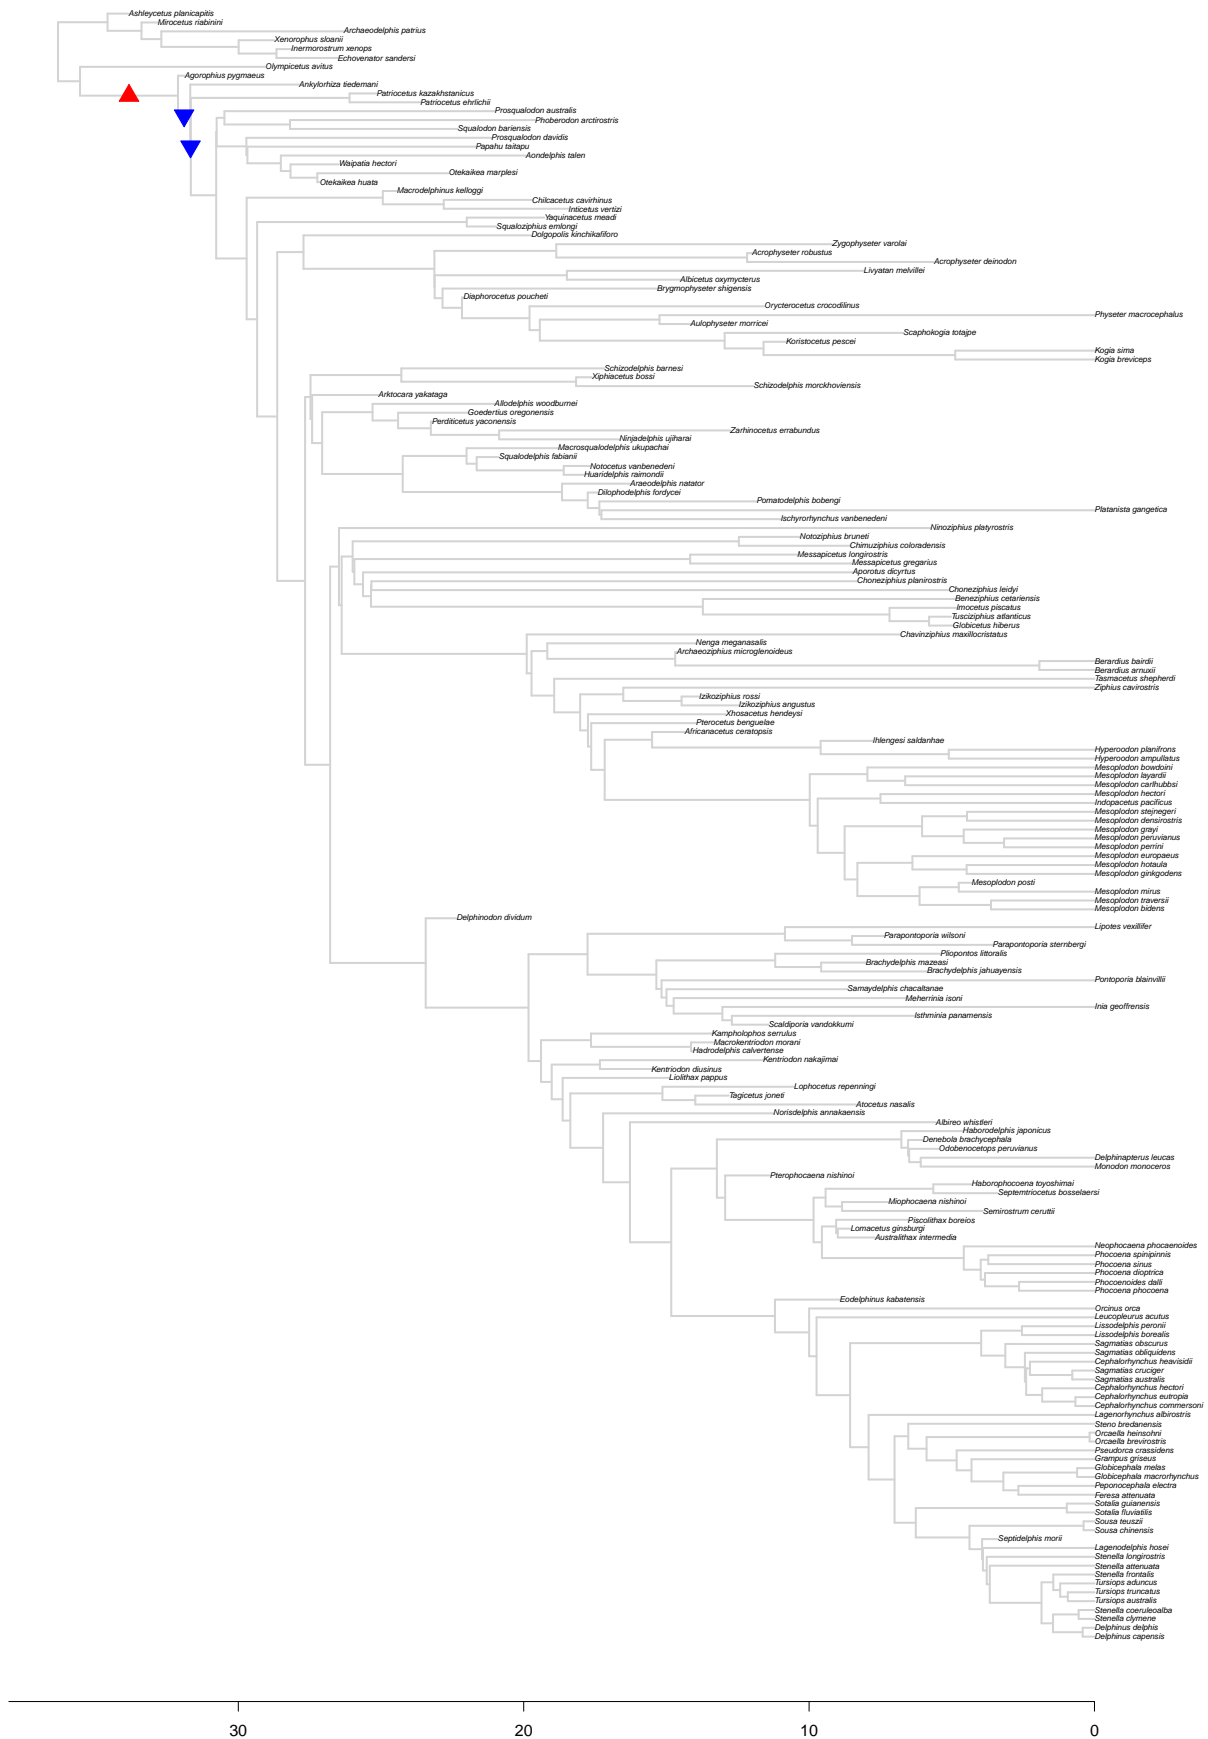 Ashleycetus planicapitis
Mirocetus riabinini
Archaeodelphis patrius
Xenorophus sloanii
Inermorostrum xenops
Echovenator sandersi
Olympicetus avitus
Agorophius pygmaeus
Ankylorhiza tiedemani
Patriocetus kazakhstanicus
Patriocetus ehrlichii
Prosqualodon australis
Phoberodon arctirostris
Squalodon bariensis
Prosqualodon davidis
Papahu taitapu
Aondelphis talen
Waipatia hectori
Otekaikea marplesi
Otekaikea huata
Macrodelphinus kelloggi
Chilcacetus cavirhinus
Inticetus vertizi
Yaquinacetus meadi
Squaloziphius emlongi
Dolgopolis kinchikafiforo
Zygophyseter varolai
Acrophyseter robustus
Acrophyseter deinodon
Livyatan melvillei
Albicetus oxymycterus
Brygmophyseter shigensis
Diaphorocetus poucheti
Orycterocetus crocodilinus
Physeter macrocephalus
Aulophyseter morricei
Scaphokogia totajpe
Koristocetus pescei
Kogia sima
Kogia breviceps
Schizodelphis barnesi
Xiphiacetus bossi
Schizodelphis morckhoviensis
Arktocara yakataga
Allodelphis woodburnei
Goedertius oregonensis
Perditicetus yaconensis
Zarhinocetus errabundus
Ninjadelphis ujiharai
Macrosqualodelphis ukupachai
Squalodelphis fabianii
Notocetus vanbenedeni
Huaridelphis raimondii
Araeodelphis natator
Dilophodelphis fordycei
Pomatodelphis bobengi
Platanista gangetica
Ischyrorhynchus vanbenedeni
Ninoziphius platyrostris
Notoziphius bruneti
Chimuziphius coloradensis
Messapicetus longirostris
Messapicetus gregarius
Aporotus dicyrtus
Choneziphius planirostris
Choneziphius leidyi
Beneziphius cetariensis
Imocetus piscatus
Tusciziphius atlanticus
Globicetus hiberus
Chavinziphius maxillocristatus
Nenga meganasalis
Archaeoziphius microglenoideus
Berardius bairdii
Berardius arnuxii
Tasmacetus shepherdi
Ziphius cavirostris
Izikoziphius rossi
Izikoziphius angustus
Xhosacetus hendeysi
Pterocetus benguelae
Africanacetus ceratopsis
Ihlengesi saldanhae
Hyperoodon planifrons
Hyperoodon ampullatus
Mesoplodon bowdoini
Mesoplodon layardii
Mesoplodon carlhubbsi
Mesoplodon hectori
Indopacetus pacificus
Mesoplodon stejnegeri
Mesoplodon densirostris
Mesoplodon grayi
Mesoplodon peruvianus
Mesoplodon perrini
Mesoplodon europaeus
Mesoplodon hotaula
Mesoplodon ginkgodens
Mesoplodon posti
Mesoplodon mirus
Mesoplodon traversii
Mesoplodon bidens
Delphinodon dividum
Lipotes vexillifer
Parapontoporia wilsoni
Parapontoporia sternbergi
Pliopontos littoralis
Brachydelphis mazeasi
Brachydelphis jahuayensis
Pontoporia blainvillii
Samaydelphis chacaltanae
Meherrinia isoni
Inia geoffrensis
Isthminia panamensis
Scaldiporia vandokkumi
Kampholophos serrulus
Macrokentriodon morani
Hadrodelphis calvertense
Kentriodon nakajimai
Kentriodon diusinus
Liolithax pappus
Lophocetus repenningi
Tagicetus joneti
Atocetus nasalis
Norisdelphis annakaensis
Albireo whistleri
Haborodelphis japonicus
Denebola brachycephala
Odobenocetops peruvianus
Delphinapterus leucas
Monodon monoceros
Pterophocaena nishinoi
Haborophocoena toyoshimai
Septemtriocetus bosselaersi
Miophocaena nishinoi
Semirostrum ceruttii
Piscolithax boreios
Lomacetus ginsburgi
Australithax intermedia
Neophocaena phocaenoides
Phocoena spinipinnis
Phocoena sinus
Phocoena dioptrica
Phocoenoides dalli
Phocoena phocoena
Eodelphinus kabatensis
Orcinus orca
Leucopleurus acutus
Lissodelphis peronii
Lissodelphis borealis
Sagmatias obscurus
Sagmatias obliquidens
Cephalorhynchus heavisidii
Sagmatias cruciger
Sagmatias australis
Cephalorhynchus hectori
Cephalorhynchus eutropia
Cephalorhynchus commersoni
Lagenorhynchus albirostris
Steno bredanensis
Orcaella heinsohni
Orcaella brevirostris
Pseudorca crassidens
Grampus griseus
Globicephala melas
Globicephala macrorhynchus
Peponocephala electra
Feresa attenuata
Sotalia guianensis
Sotalia fluviatilis
Sousa teuszii
Sousa chinensis
Septidelphis morii
Lagenodelphis hosei
Stenella longirostris
Stenella attenuata
Stenella frontalis
Tursiops aduncus
Tursiops truncatus
Tursiops australis
Stenella coeruleoalba
Stenella clymene
Delphinus delphis
Delphinus capensis
30 20 10 0